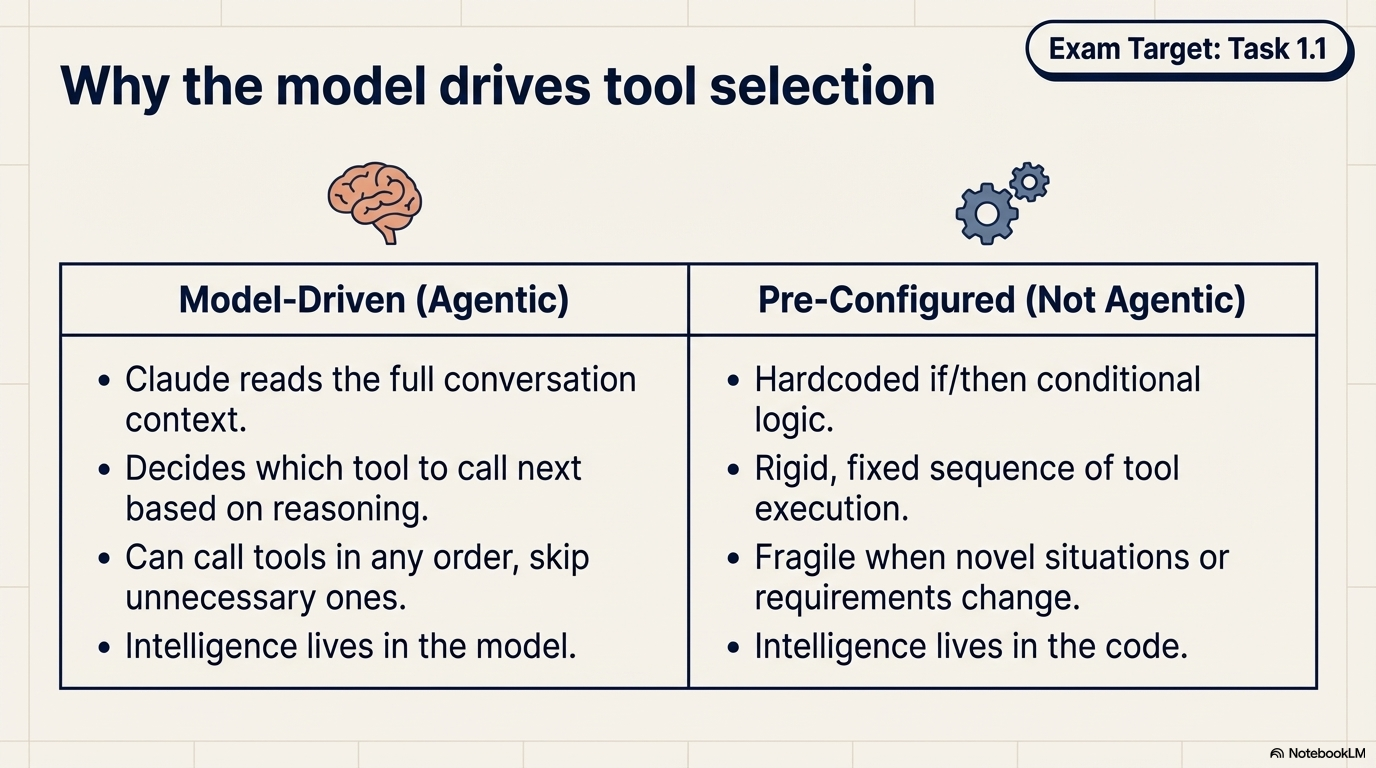 Exam Target: Task 1.1
Why the model drives tool selection
Model-Driven (Agentic)
• Claude reads the full conversation
context.
• Decides which tool to call next
based on reasoning.
• Can call tools in any order, skip
unnecessary ones.
• Intelligence lives in the model.
Pre-Configured (Not Agentic)
• Hardcoded if/then conditional
logic.
• Rigid, fixed sequence of tool
execution.
• Fragile when novel situations or
requirements change.
• Intelligence lives in the code.
NotebookLM